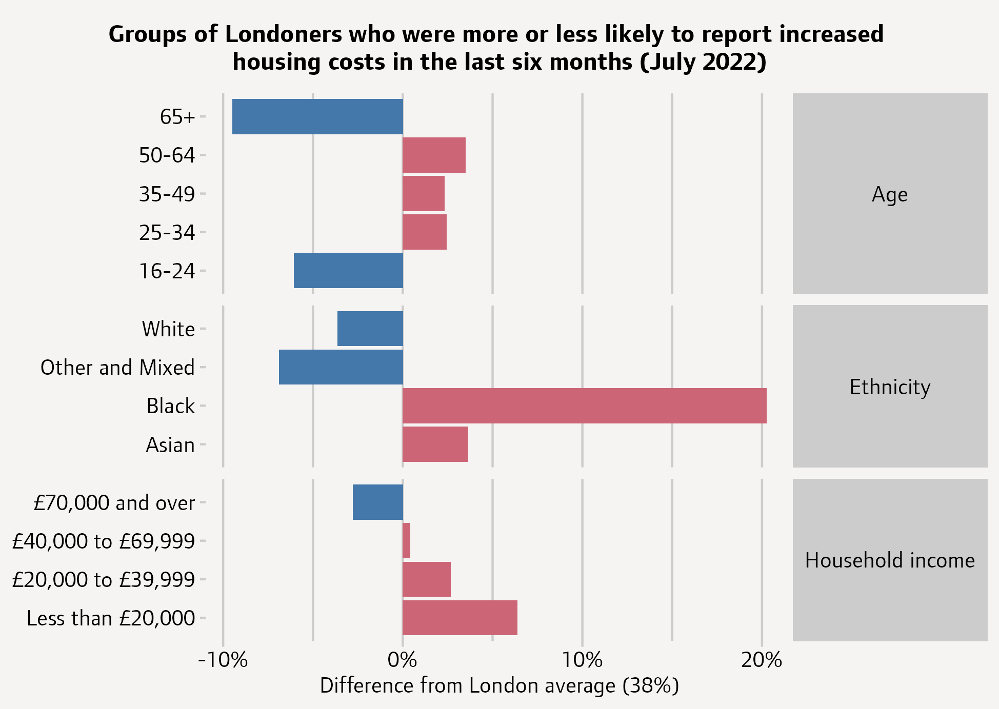 Groups of Londoners who were more or less likely to report increased
housing costs in the last six months (July 2022)
65+
50-64
35-49
25-34
16-24
Age
White
Other and Mixed
Black
Asian
Ethnicity
£70,000 and over
£40,000 to £69,999
£20,000 to £39,999
Less than £20,000
Household income
-10%
0%
10%
20%
Difference from London average (38%)